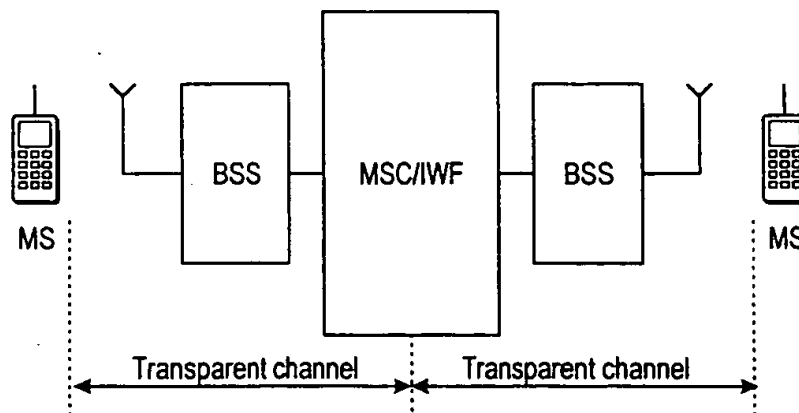 BSS
MSC/IWF
BSS
MS
MS
Transparent channel
Transparent channel